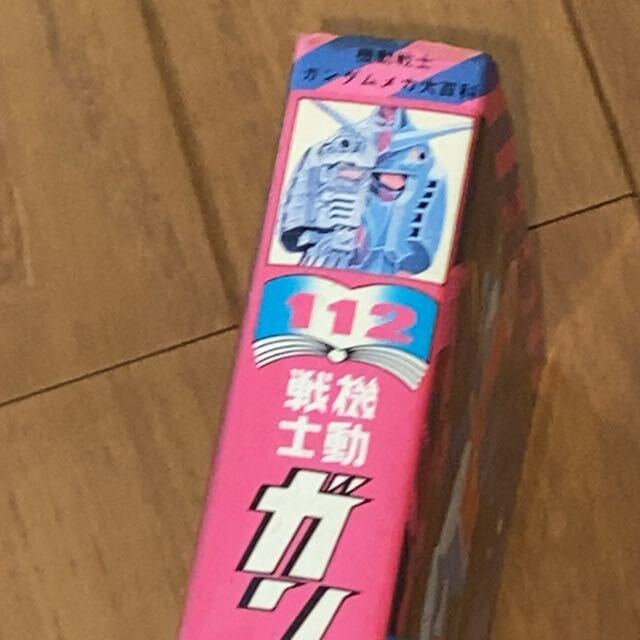 機動戦士
ガンダムメカ大百科
112
機動
戦士
ガン